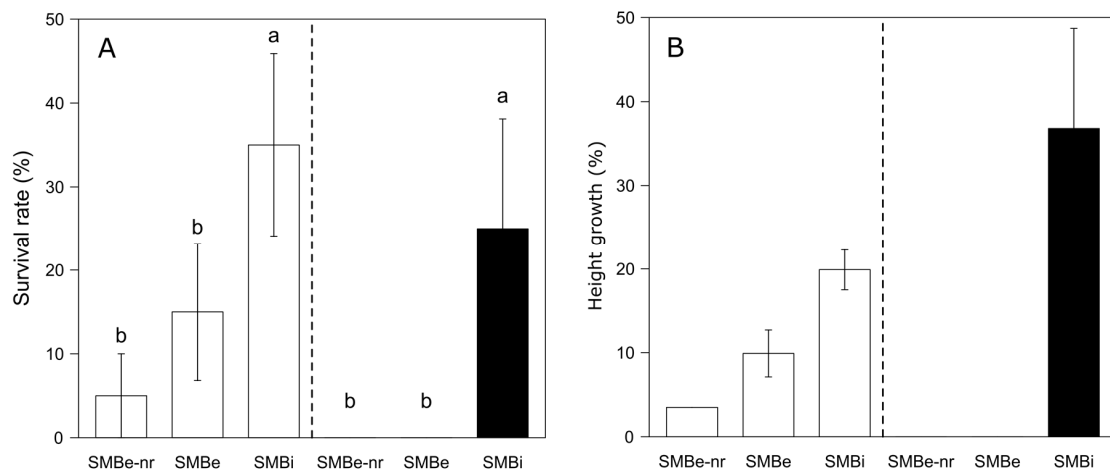 A
Survival rate (%)
50
40
30
20
10
0
b
b
a
b
b
a
SMBe-nr SMBe SMBi SMBe-nr SMBe SMBi
B
Height growth (%)
50
40
30
20
10
0
SMBe-nr SMBe SMBi SMBe-nr SMBe SMBi